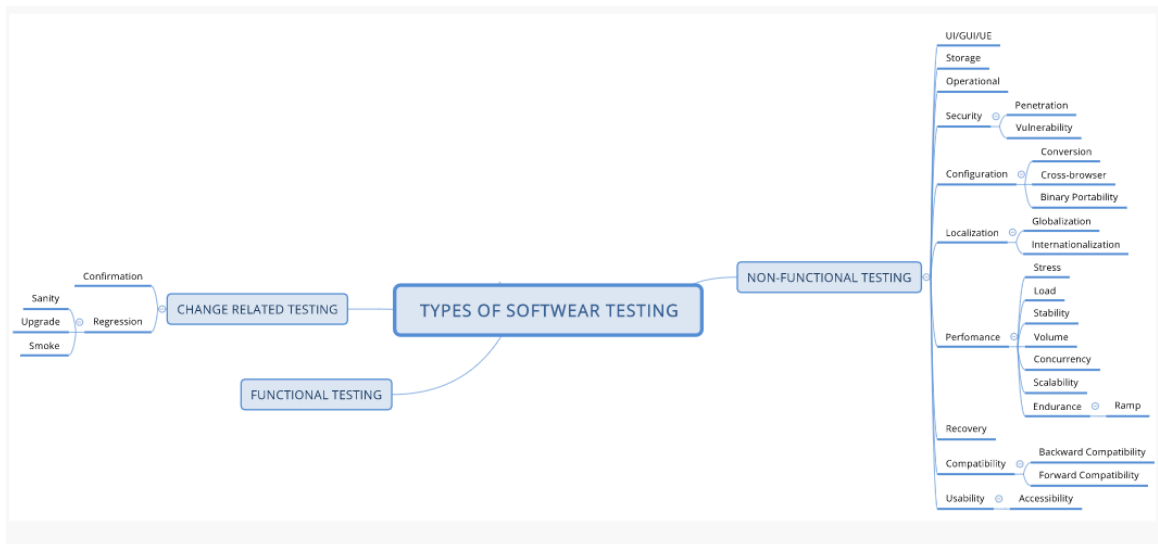 TYPES OF SOFTWEAR TESTING
CHANGE RELATED TESTING
Confirmation
Regression
Sanity
Upgrade
Smoke
FUNCTIONAL TESTING
NON-FUNCTIONAL TESTING
UI/GUI/UE
Storage
Operational
Security
Penetration
Vulnerability
Configuration
Conversion
Cross-browser
Binary Portability
Localization
Globalization
Internationalization
Perfomance
Stress
Load
Stability
Volume
Concurrency
Scalability
Endurance
Ramp
Recovery
Compatibility
Backward Compatibility
Forward Compatibility
Usability
Accessibility